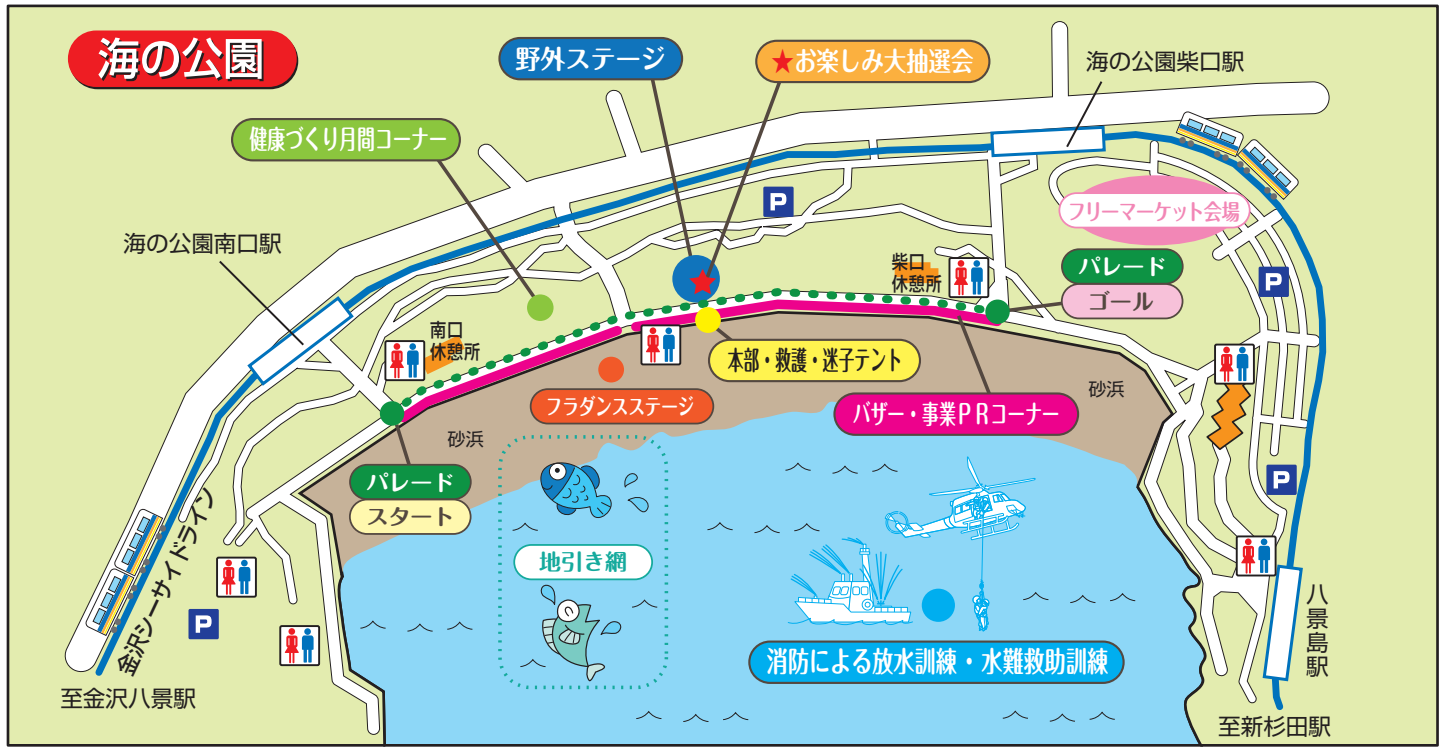 海の公園
野外ステージ
★お楽しみ大抽選会
海の公園柴口駅
健康づくり月間コーナー
P
フリーマーケット会場
海の公園南口駅
柴口
休憩所
パレード
ゴール
P
南口
休憩所
本部・救護・迷子テント
フラダンスステージ
バザー・事業PRコーナー
砂浜
砂浜
パレード
スタート
P
地引き網
金沢シーサイドライン
P
消防による放水訓練・水難救助訓練
八景島駅
至金沢八景駅
至新杉田駅